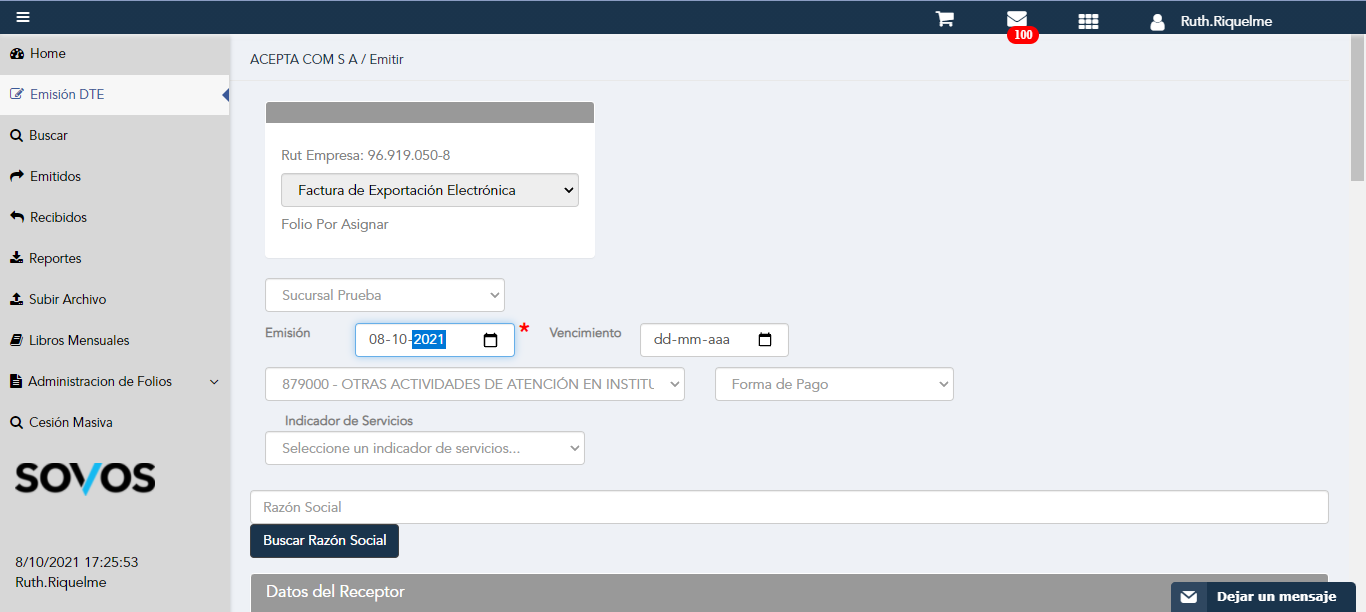 Ruth.Riquelme
100
Home
Emisión DTE
Buscar
Emitidos
Recibidos
Reportes
Subir Archivo
Libros Mensuales
Administracion de Folios
Cesión Masiva
SOVOS
8/10/2021 17:25:53
Ruth.Riquelme
ACEPTA COM S A / Emitir
Rut Empresa: 96.919.050-8
Factura de Exportación Electrónica
Folio Por Asignar
Sucursal Prueba
Emisión 08-10-2021 * Vencimiento dd-mm-aaa
879000 - OTRAS ACTIVIDADES DE ATENCIÓN EN INSTITU Forma de Pago
Indicador de Servicios
Seleccione un indicador de servicios...
Razón Social
Buscar Razón Social
Datos del Receptor
Dejar un mensaje